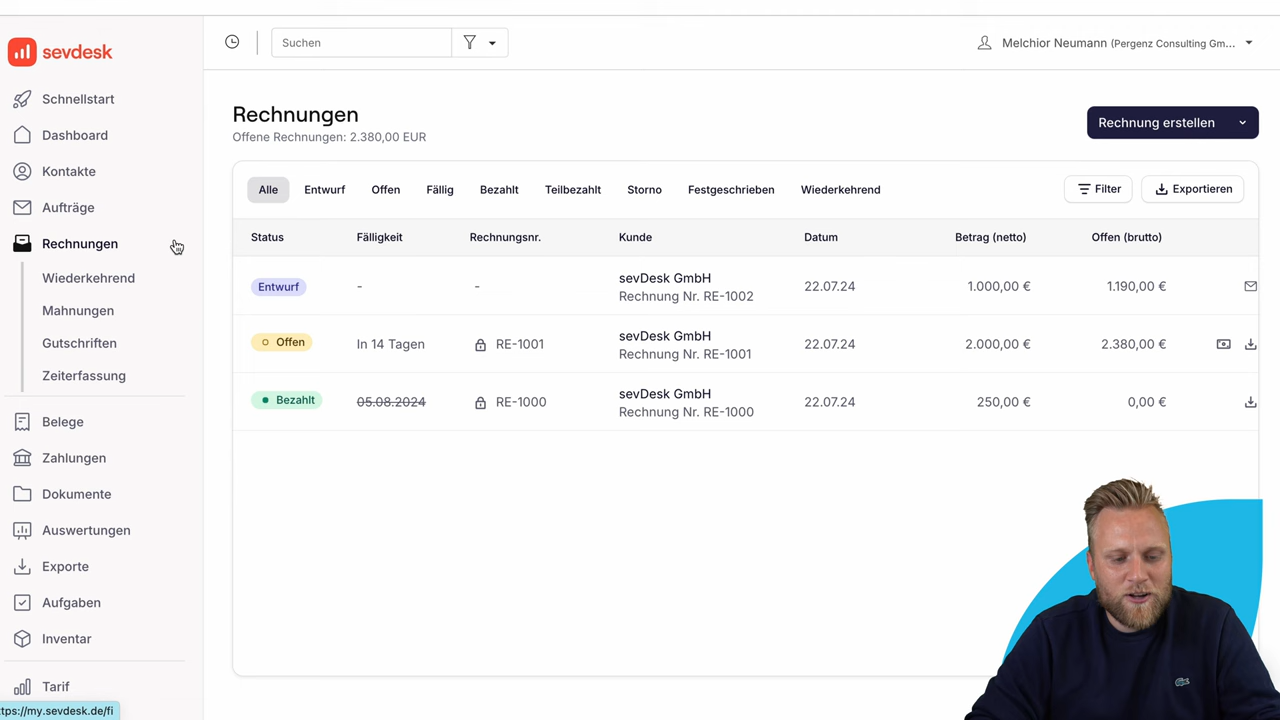 sevdesk
Suchen
Melchior Neumann (Pergenz Consulting Gm...
Schnellstart
Dashboard
Kontakte
Aufträge
Rechnungen
Wiederkehrend
Mahnungen
Gutschriften
Zeiterfassung
Belege
Zahlungen
Dokumente
Auswertungen
Exporte
Aufgaben
Inventar
Tarif
ttps://my.sevdesk.de/fi
Rechnungen
Offene Rechnungen: 2.380,00 EUR
Rechnung erstellen
Alle Entwurf Offen Fällig Bezahlt Teilbezahlt Storno Festgeschrieben Wiederkehrend Filter Exportieren
Status Fälligkeit Rechnungsnr. Kunde Datum Betrag (netto) Offen (brutto)
Entwurf - - sevDesk GmbH 22.07.24 1.000,00 € 1.190,00 €
Rechnung Nr. RE-1002
Offen In 14 Tagen RE-1001 sevDesk GmbH 22.07.24 2.000,00 € 2.380,00 €
Rechnung Nr. RE-1001
Bezahlt 05.08.2024 RE-1000 sevDesk GmbH 22.07.24 250,00 € 0,00 €
Rechnung Nr. RE-1000